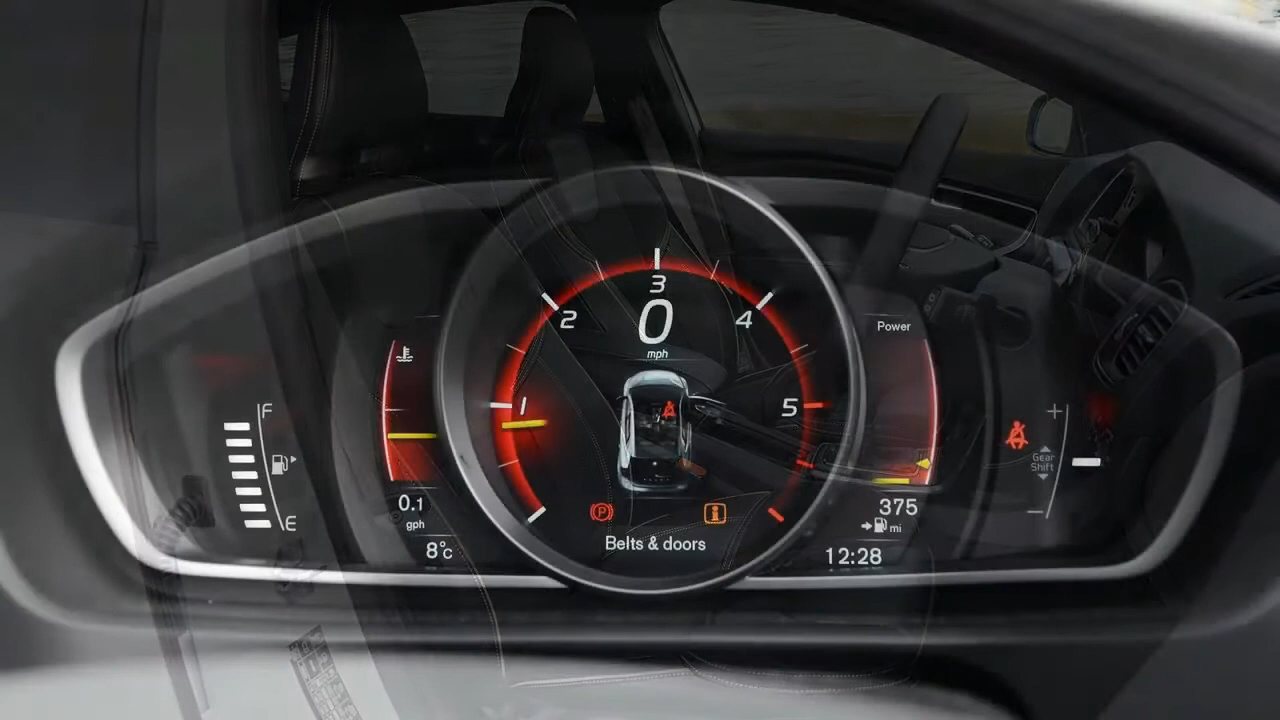 3
2
0
4
mph
Power
1
5
F
E
+
Gear
Shift
-
P
i
0.1
gph
375
mi
Belts & doors
8°c
12:28